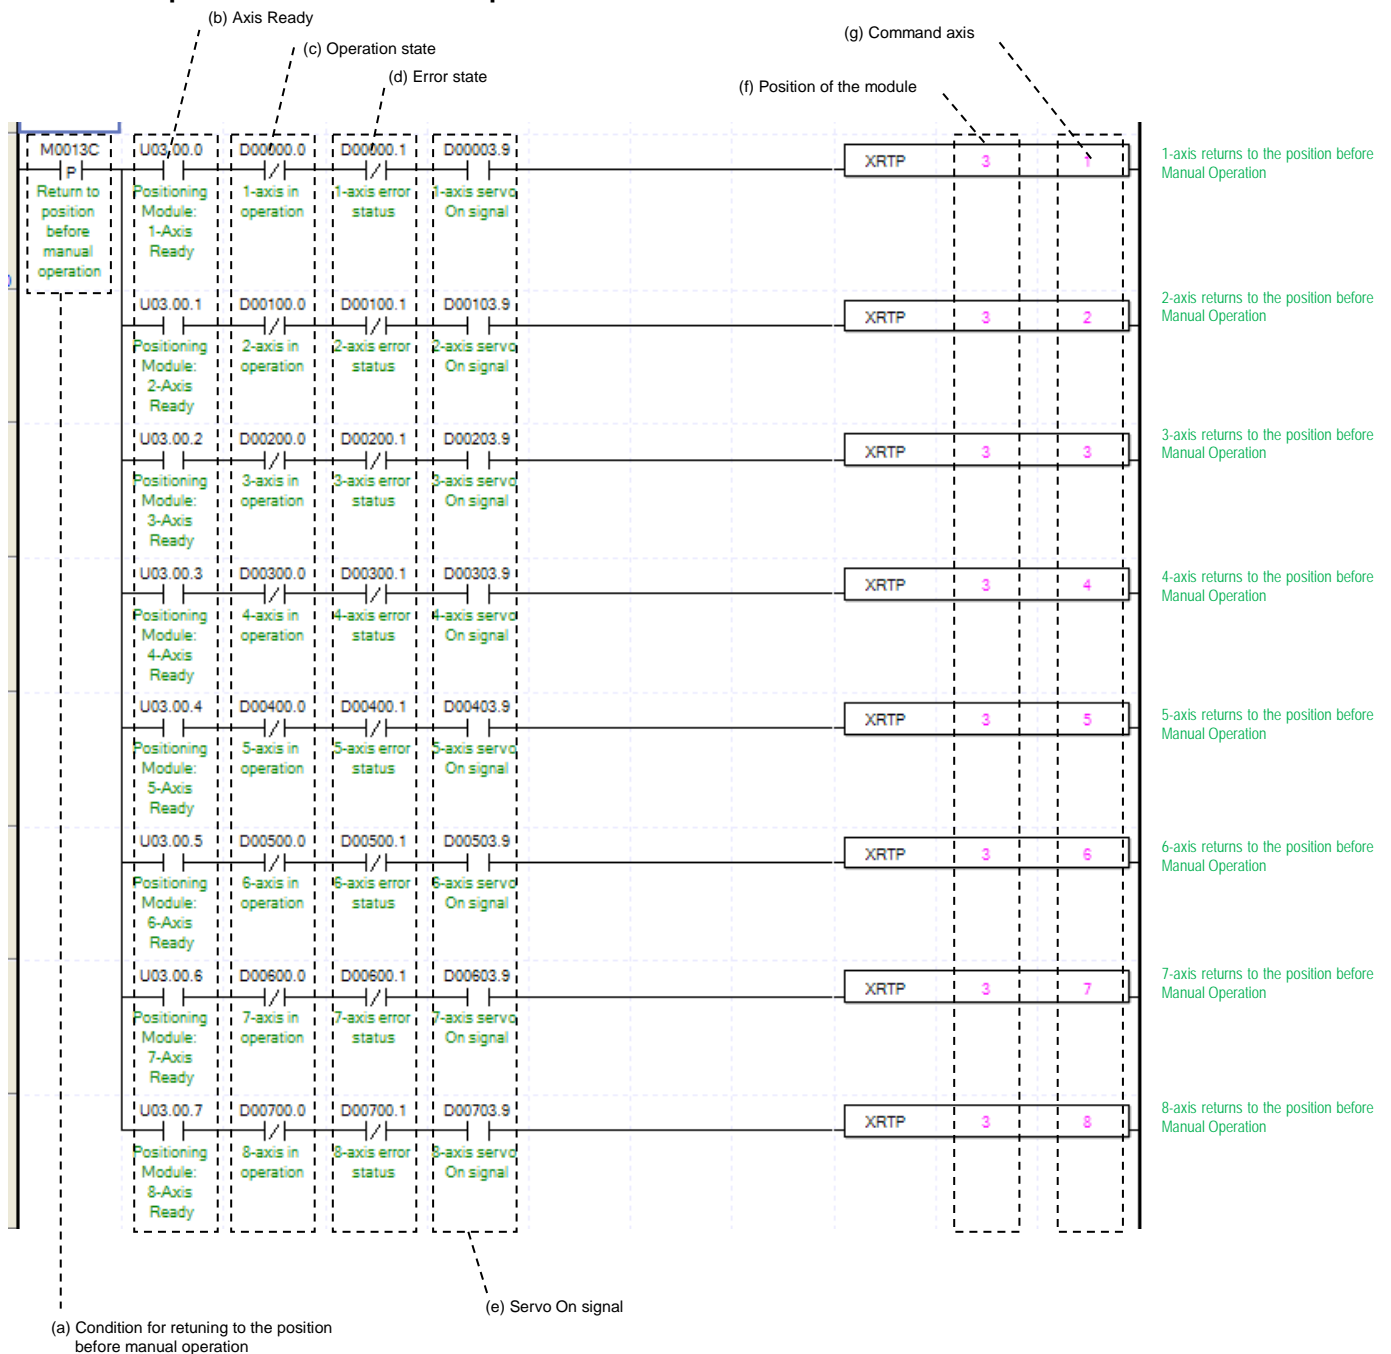 (b) Axis Ready
(c) Operation state
(d) Error state
(g) Command axis
(f) Position of the module
M0013C
P
Return to
position
before
manual
operation
U03.00.0
Positioning
Module:
1-Axis
Ready
D00000.0
1-axis in
operation
D00000.1
1-axis error
status
D00003.9
1-axis servo
On signal
XRTP 3 1
1-axis returns to the position before
Manual Operation
U03.00.1
Positioning
Module:
2-Axis
Ready
D00100.0
2-axis in
operation
D00100.1
2-axis error
status
D00103.9
2-axis servo
On signal
XRTP 3 2
2-axis returns to the position before
Manual Operation
U03.00.2
Positioning
Module:
3-Axis
Ready
D00200.0
3-axis in
operation
D00200.1
3-axis error
status
D00203.9
3-axis servo
On signal
XRTP 3 3
3-axis returns to the position before
Manual Operation
U03.00.3
Positioning
Module:
4-Axis
Ready
D00300.0
4-axis in
operation
D00300.1
4-axis error
status
D00303.9
4-axis servo
On signal
XRTP 3 4
4-axis returns to the position before
Manual Operation
U03.00.4
Positioning
Module:
5-Axis
Ready
D00400.0
5-axis in
operation
D00400.1
5-axis error
status
D00403.9
5-axis servo
On signal
XRTP 3 5
5-axis returns to the position before
Manual Operation
U03.00.5
Positioning
Module:
6-Axis
Ready
D00500.0
6-axis in
operation
D00500.1
6-axis error
status
D00503.9
6-axis servo
On signal
XRTP 3 6
6-axis returns to the position before
Manual Operation
U03.00.6
Positioning
Module:
7-Axis
Ready
D00600.0
7-axis in
operation
D00600.1
7-axis error
status
D00603.9
7-axis servo
On signal
XRTP 3 7
7-axis returns to the position before
Manual Operation
U03.00.7
Positioning
Module:
8-Axis
Ready
D00700.0
8-axis in
operation
D00700.1
8-axis error
status
D00703.9
8-axis servo
On signal
XRTP 3 8
8-axis returns to the position before
Manual Operation
(e) Servo On signal
(a) Condition for retuning to the position
before manual operation